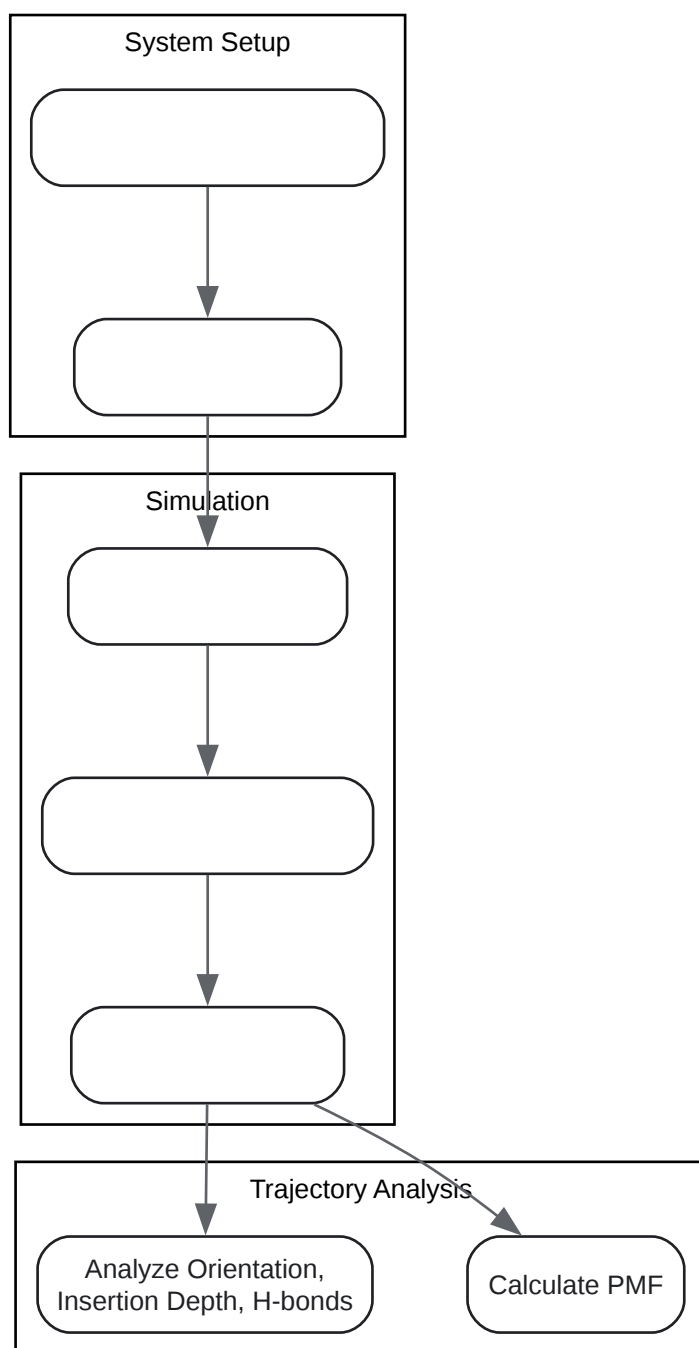 System Setup
Simulation
Trajectory Analysis
Analyze Orientation,
Insertion Depth, H-bonds
Calculate PMF